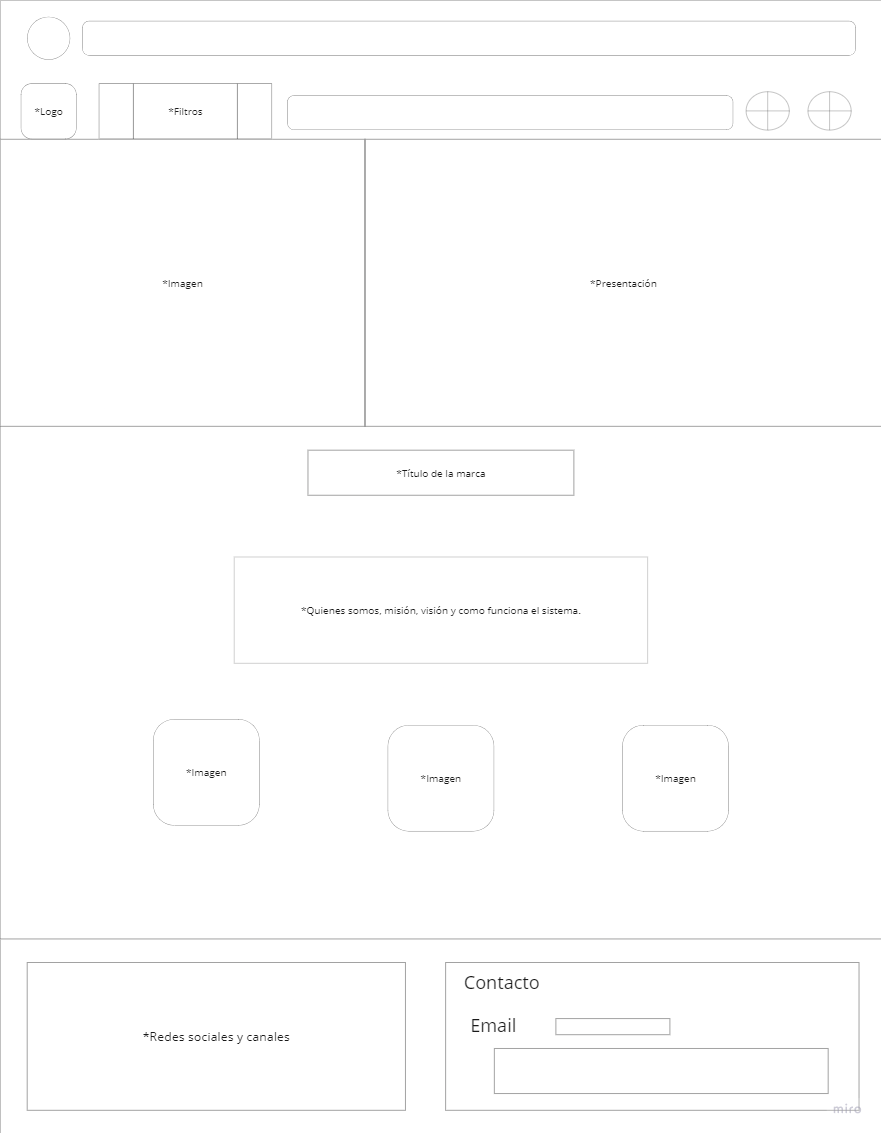 *Logo
*Filtros
*Imagen
*Presentación
*Título de la marca
*Quienes somos, misión, visión y como funciona el sistema.
*Imagen
*Imagen
*Imagen
*Redes sociales y canales
Contacto
Email
miro